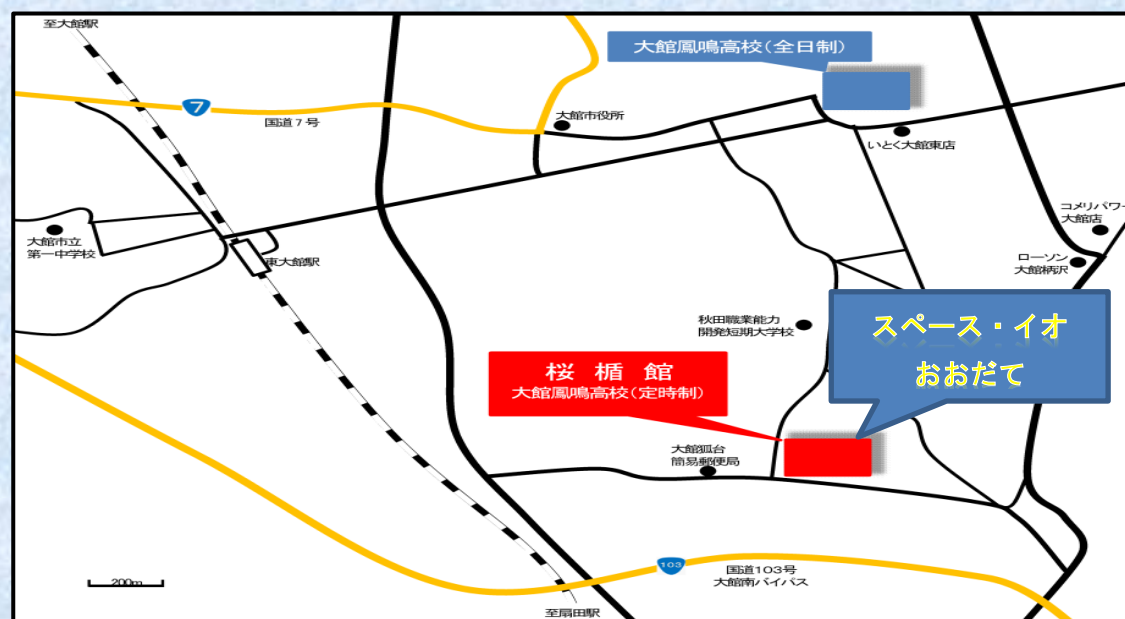 至大館駅
大館鳳鳴高校(全日制)
7
国道7号
大館市役所
いとく大館東店
コメリパワー
大館店
大館市立
第一中学校
東大館駅
ローソン
大館柄沢
秋田職業能力
開発短期大学校
スペース・イオ
おおだて
桜楯館
大館鳳鳴高校(定時制)
大館狐台
簡易郵便局
103
国道103号
大館南バイパス
200m
至扇田駅